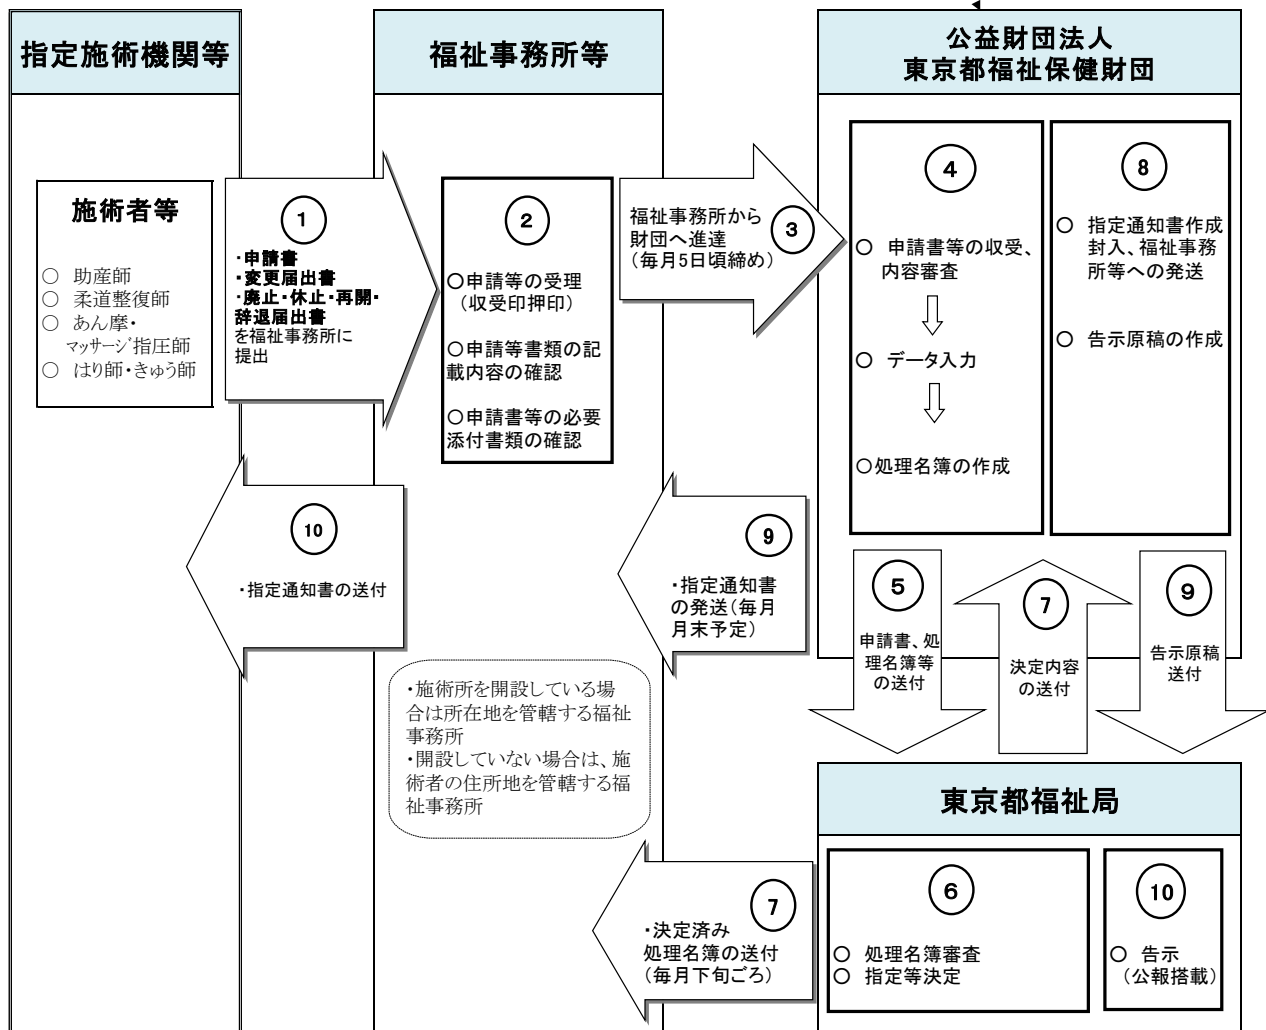 指定施術機関等
福祉事務所等
公益財団法人
東京都福祉保健財団
施術者等
○ 助産師
○ 柔道整復師
○ あん摩・
マッサージ指圧師
○ はり師・きゅう師
1
・申請書
・変更届出書
・廃止・休止・再開・
辞退届出書
を福祉事務所に
提出
2
○申請等の受理
(収受印押印)
○申請等書類の記
載内容の確認
○申請書等の必要
添付書類の確認
福祉事務所から
財団へ進達
(毎月5日頃締め)
3
4
○ 申請書等の収受、
内容審査
○ データ入力
○処理名簿の作成
8
○ 指定通知書作成
封入、福祉事務
所等への発送
○ 告示原稿の作成
10
・指定通知書の送付
9
・指定通知書
の発送(毎月
月末予定)
5
申請書、処
理名簿等
の送付
7
決定内容
の送付
9
告示原稿
送付
・施術所を開設している場
合は所在地を管轄する福祉
事務所
・開設していない場合は、施
術者の住所地を管轄する福
祉事務所
東京都福祉局
7
・決定済み
処理名簿の送付
(毎月下旬ごろ)
6
○ 処理名簿審査
○ 指定等決定
10
○ 告示
(公報搭載)